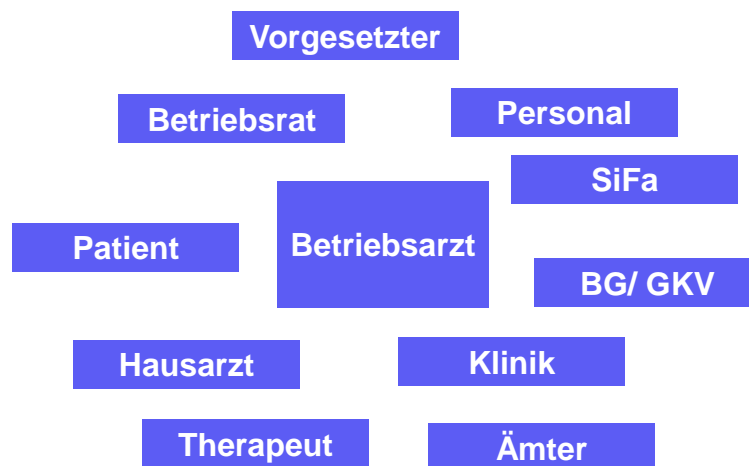 Vorgesetzter
Betriebsrat
Personal
SiFa
Patient
Betriebsarzt
BG/ GKV
Hausarzt
Klinik
Therapeut
Ämter